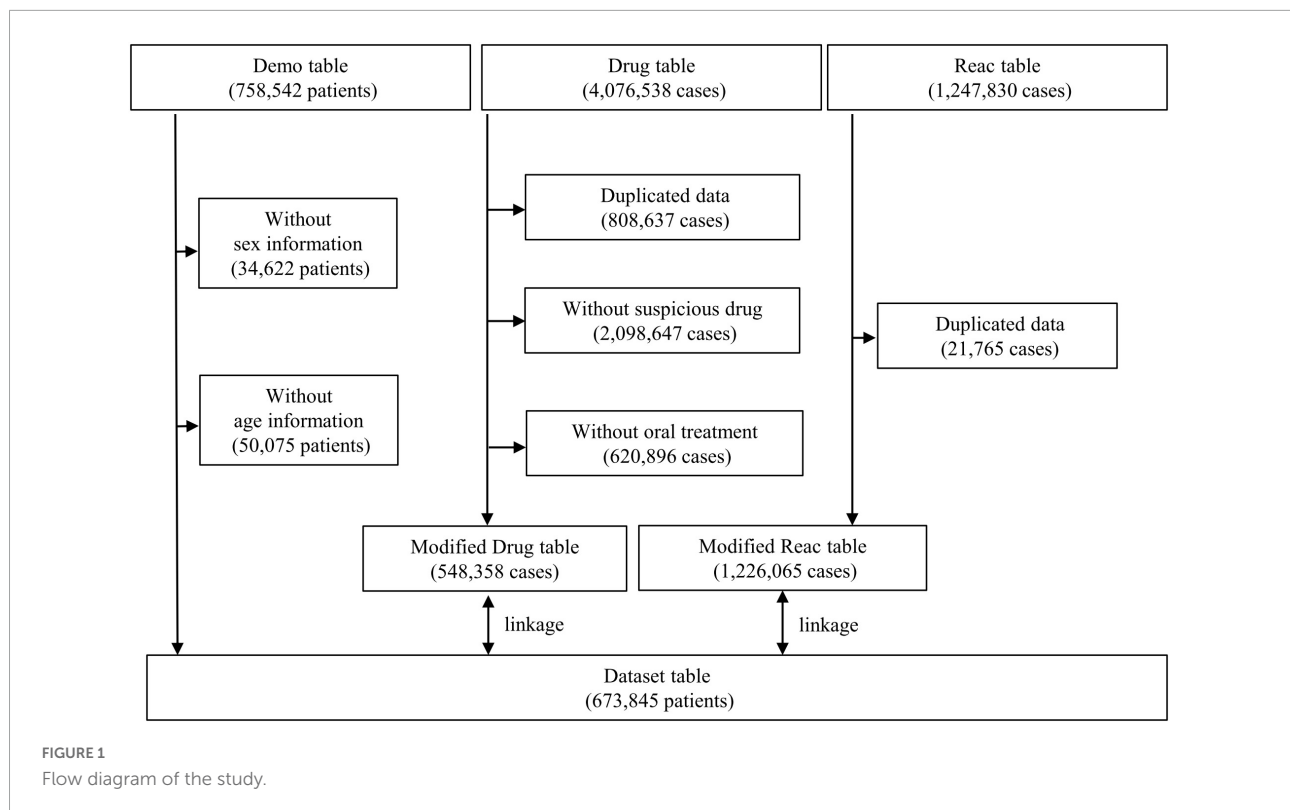 Demo table
(758,542 patients)
Drug table
(4,076,538 cases)
Reac table
(1,247,830 cases)
Without
sex information
(34,622 patients)
Without
age information
(50,075 patients)
Duplicated data
(808,637 cases)
Without suspicious drug
(2,098,647 cases)
Without oral treatment
(620,896 cases)
Duplicated data
(21,765 cases)
Modified Drug table
(548,358 cases)
Modified Reac table
(1,226,065 cases)
linkage
linkage
Dataset table
(673,845 patients)
FIGURE 1
Flow diagram of the study.